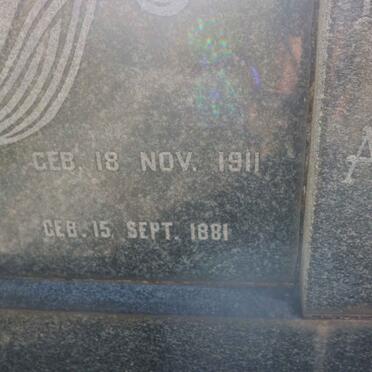 GEB. 18 NOV. 1911
GEB. 15 SEPT. 1881
A